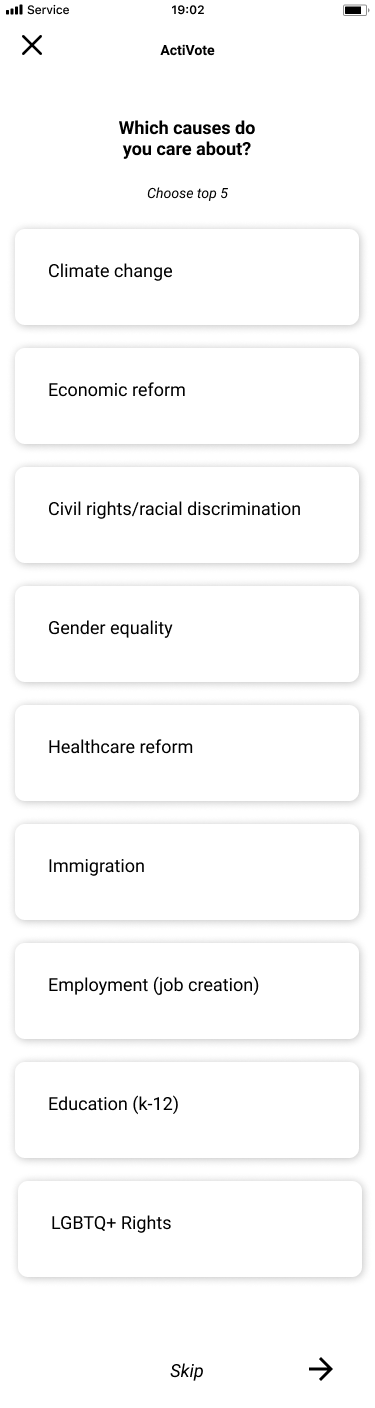 Service 19:02
ActiVote
Which causes do
you care about?
Choose top 5
Climate change
Economic reform
Civil rights/racial discrimination
Gender equality
Healthcare reform
Immigration
Employment (job creation)
Education (k-12)
LGBTQ+ Rights
Skip